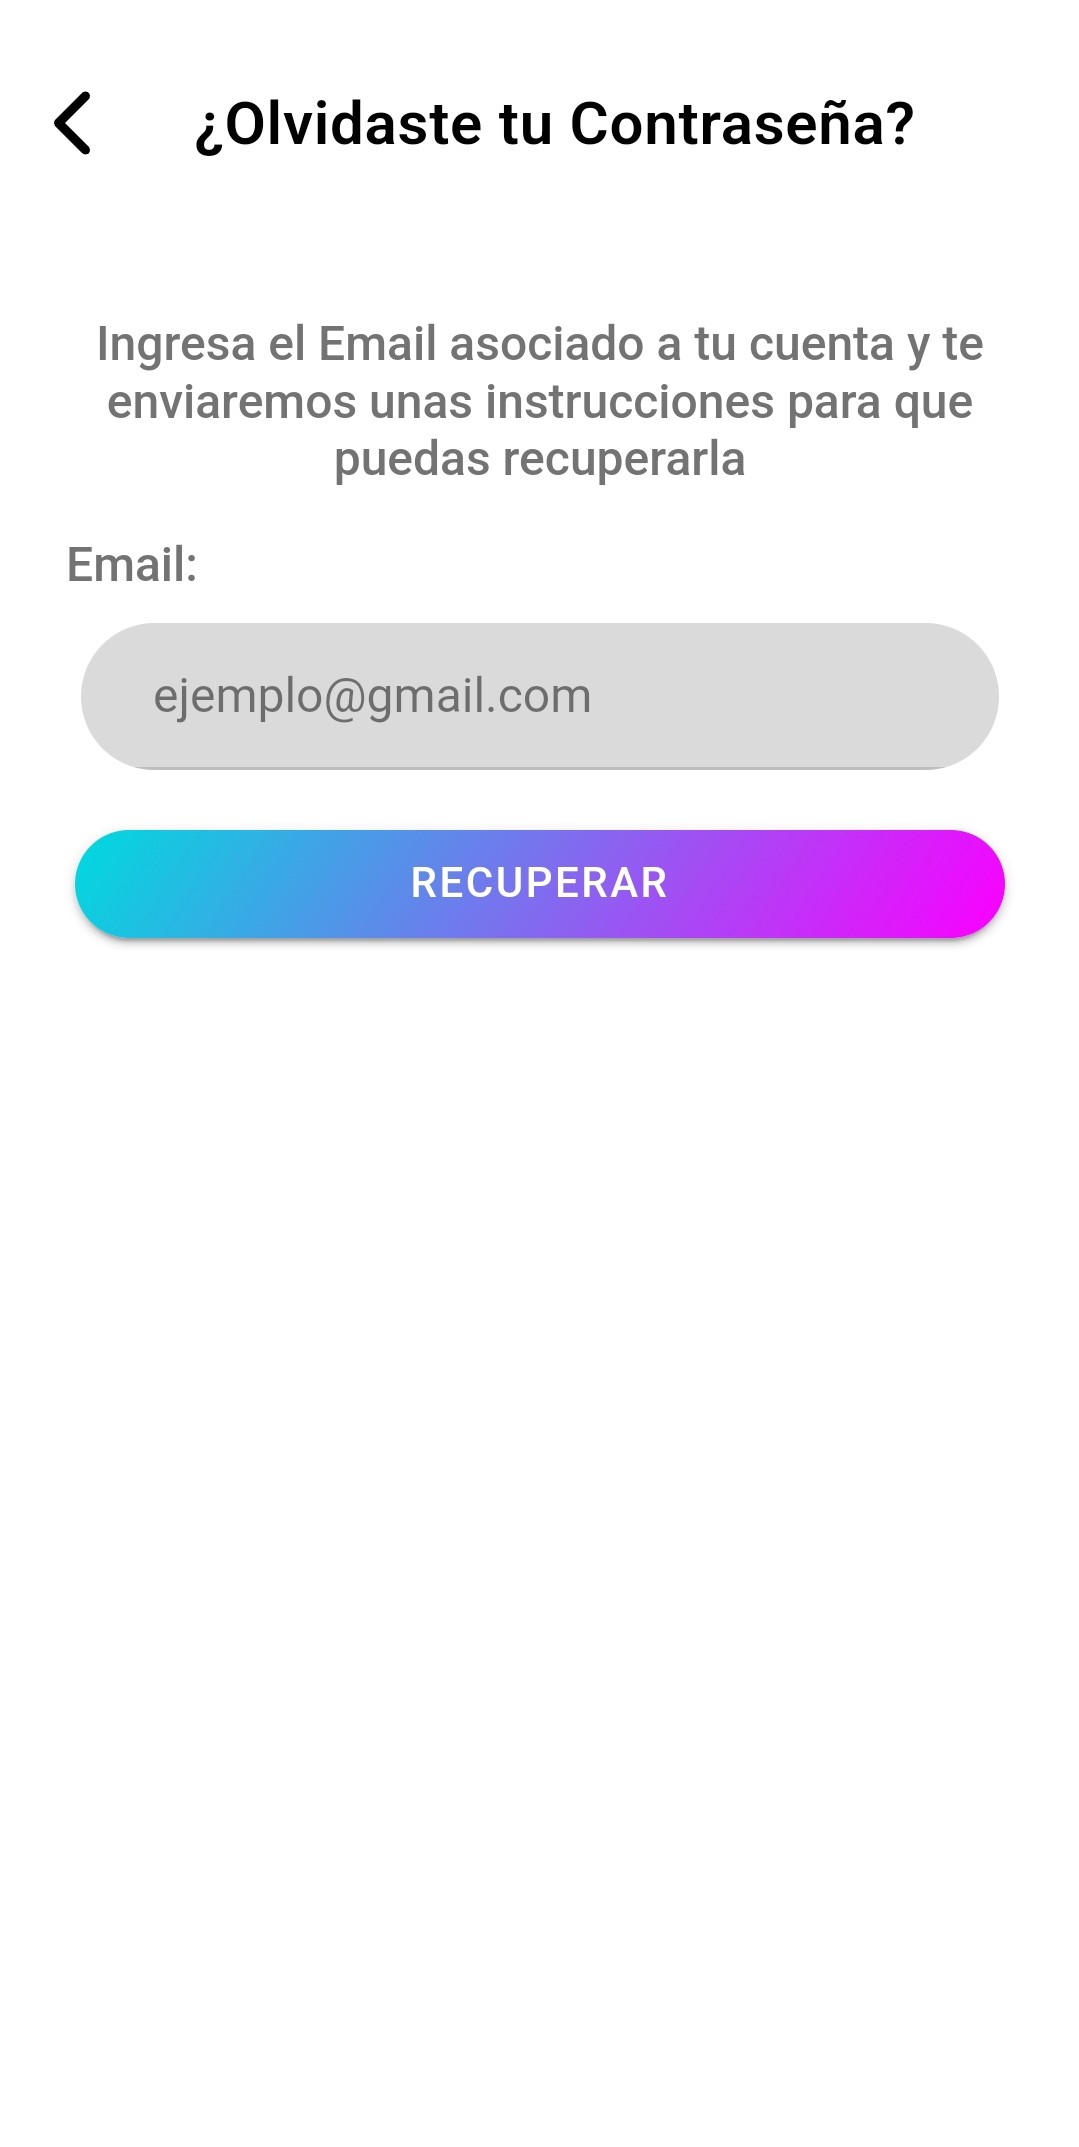 ¿Olvidaste tu Contraseña?
Ingresa el Email asociado a tu cuenta y te
enviaremos unas instrucciones para que
puedas recuperarla
Email:
ejemplo@gmail.com
RECUPERAR